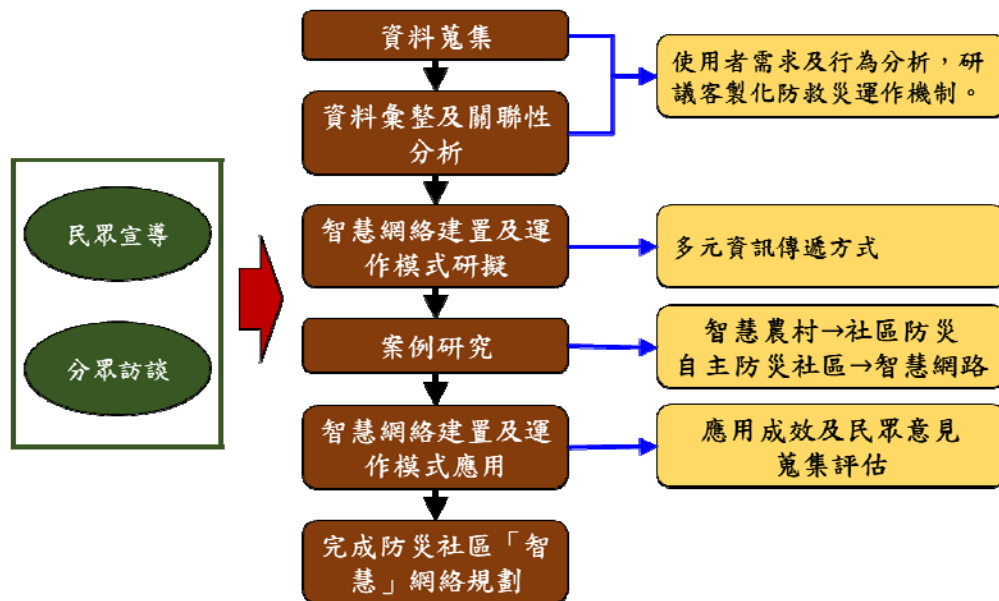 民眾宣導
分眾訪談
資料蒐集
資料彙整及關聯性
分析
智慧網絡建置及運
作模式研擬
案例研究
智慧網絡建置及運
作模式應用
完成防災社區「智
慧」網絡規劃
使用者需求及行為分析，研
議客製化防救災運作機制。
多元資訊傳遞方式
智慧農村→社區防災
自主防災社區→智慧網路
應用成效及民眾意見
蒐集評估